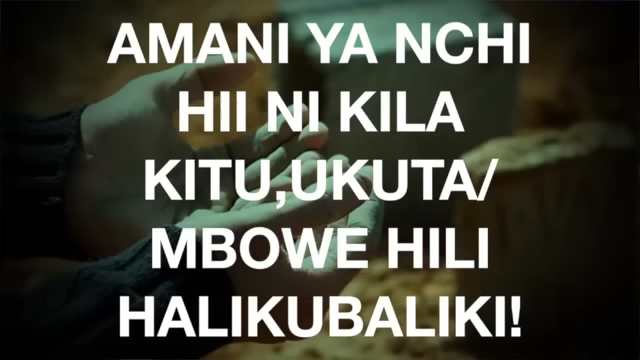 AMANI YA NCHI
HII NI KILA
KITU,UKUTA/
MBOWE HILI
HALIKUBALIKI!